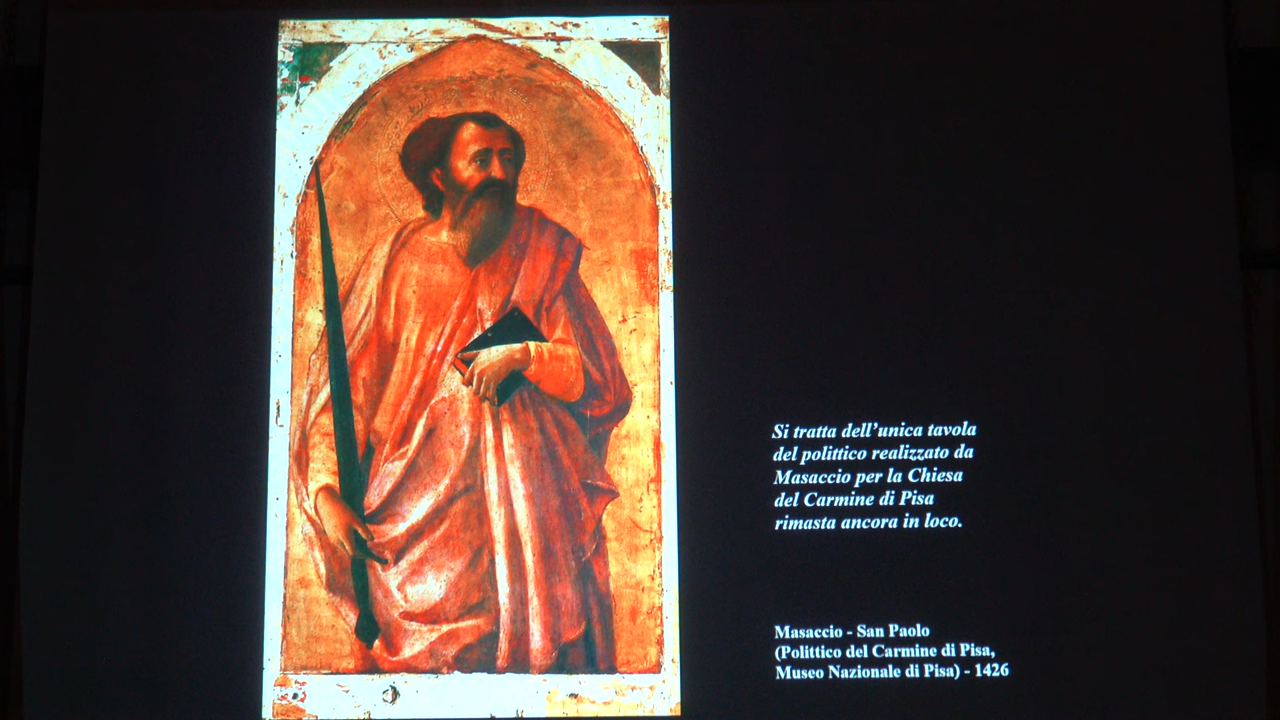 Si tratta dell'unica tavola
del polittico realizzato da
Masaccio per la Chiesa
del Carmine di Pisa
rimasta ancora in loco.
Masaccio - San Paolo
(Polittico del Carmine di Pisa,
Museo Nazionale di Pisa) - 1426